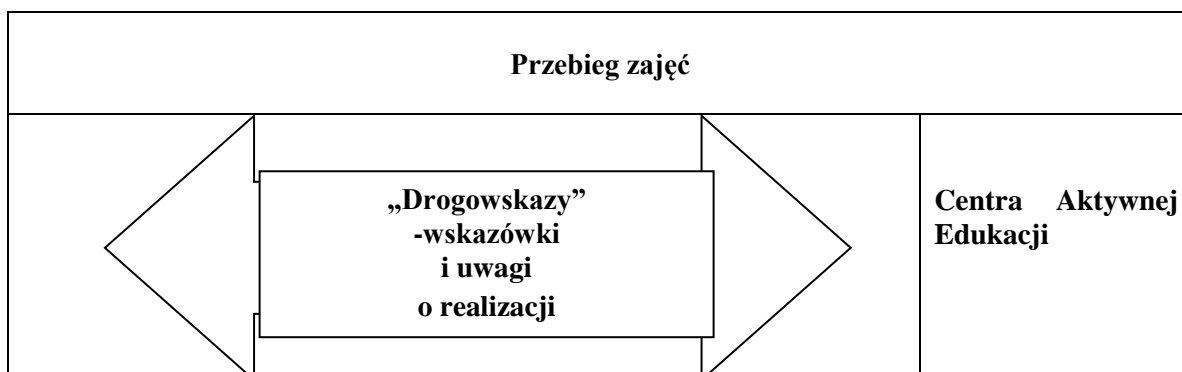 Przebieg zajęć
„Drogowskazy”
-wskazówki
i uwagi
o realizacji
Centra Aktywnej
Edukacji